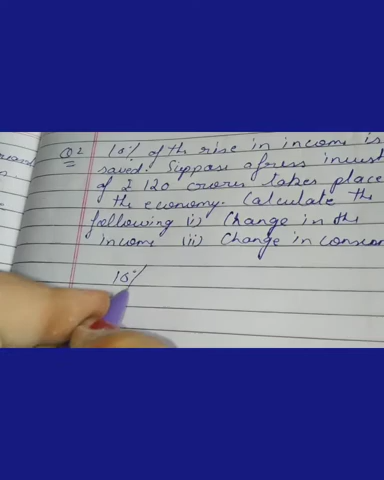 Q2 10% of the rise in income is
saved. Suppose afress invest
of ₹ 120 crores takes place
the economy. Calculate the
following (i) Change in the
income (ii) Change in consum
10%